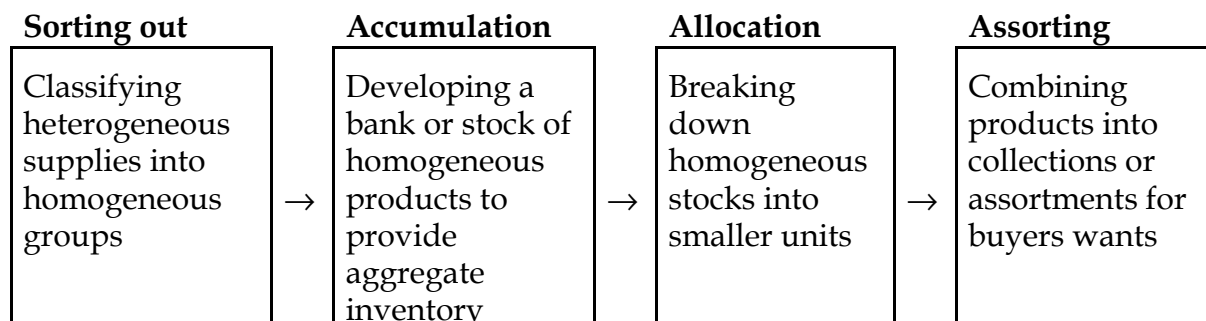 Sorting out
Classifying
heterogeneous
supplies into
homogeneous
groups
→
Accumulation
Developing a
bank or stock of
homogeneous
products to
provide
aggregate
inventory
→
Allocation
Breaking
down
homogeneous
stocks into
smaller units
→
Assorting
Combining
products into
collections or
assortments for
buyers wants